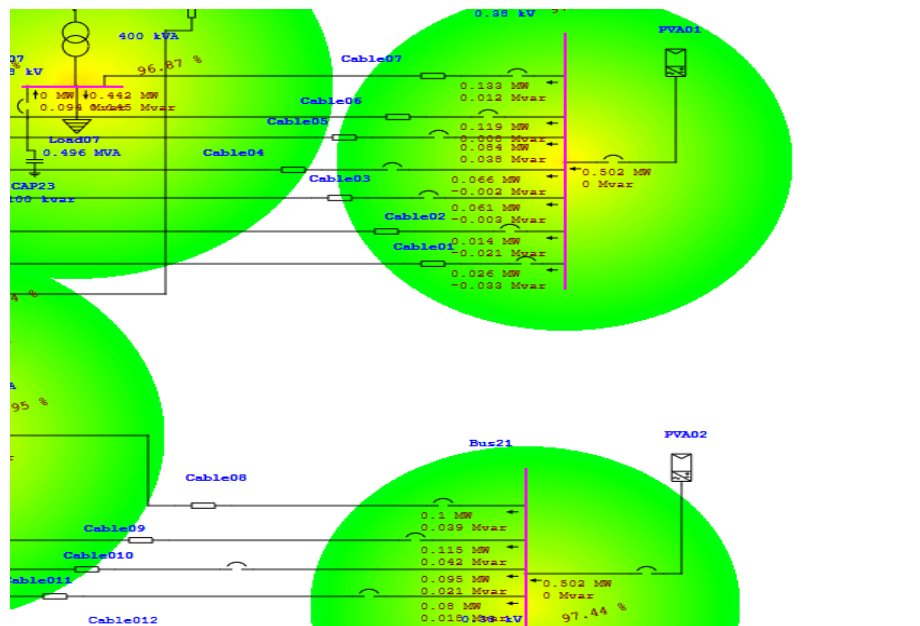 0.38 kV
PVA01
400 kVA
96.87 %
Cable07
0.133 MW
0.012 Mvar
0 MW
0.442 MW
Cable06
Cable05
0.119 MW
Load07
0.496 MVA
Cable04
0.084 MW
0.038 Mvar
0.502 MW
0 Mvar
Cable03
0.066 MW
-0.002 Mvar
CAP23
100 kvar
0.061 MW
-0.003 Mvar
Cable02
0.014 MW
-0.021 Mvar
Cable01
0.026 MW
-0.033 Mvar
95 %
Bus21
PVA02
Cable08
0.1 MW
0.039 Mvar
Cable09
0.115 MW
0.042 Mvar
Cable010
0.095 MW
0.021 Mvar
0.502 MW
0 Mvar
Cable011
0.08 MW
97.44 %
Cable012